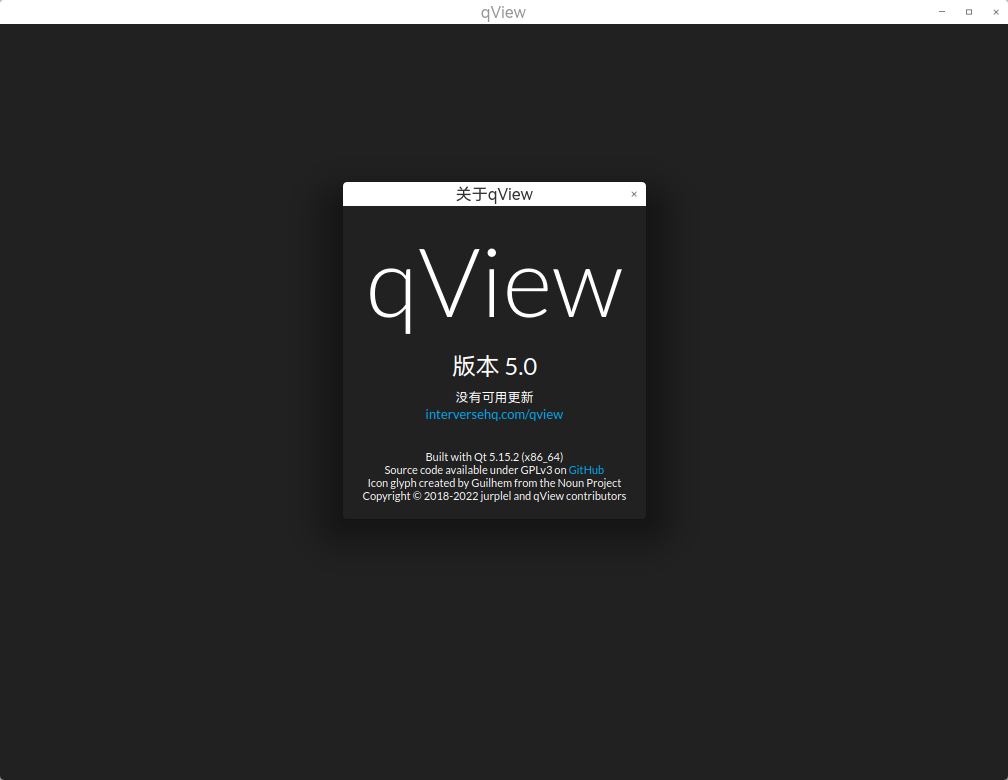 qView
关于qView
qView
版本 5.0
没有可用更新
interversehq.com/qview
Built with Qt 5.15.2 (x86_64)
Source code available under GPLv3 on GitHub
Icon glyph created by Guilhem from the Noun Project
Copyright © 2018-2022 jurplel and qView contributors